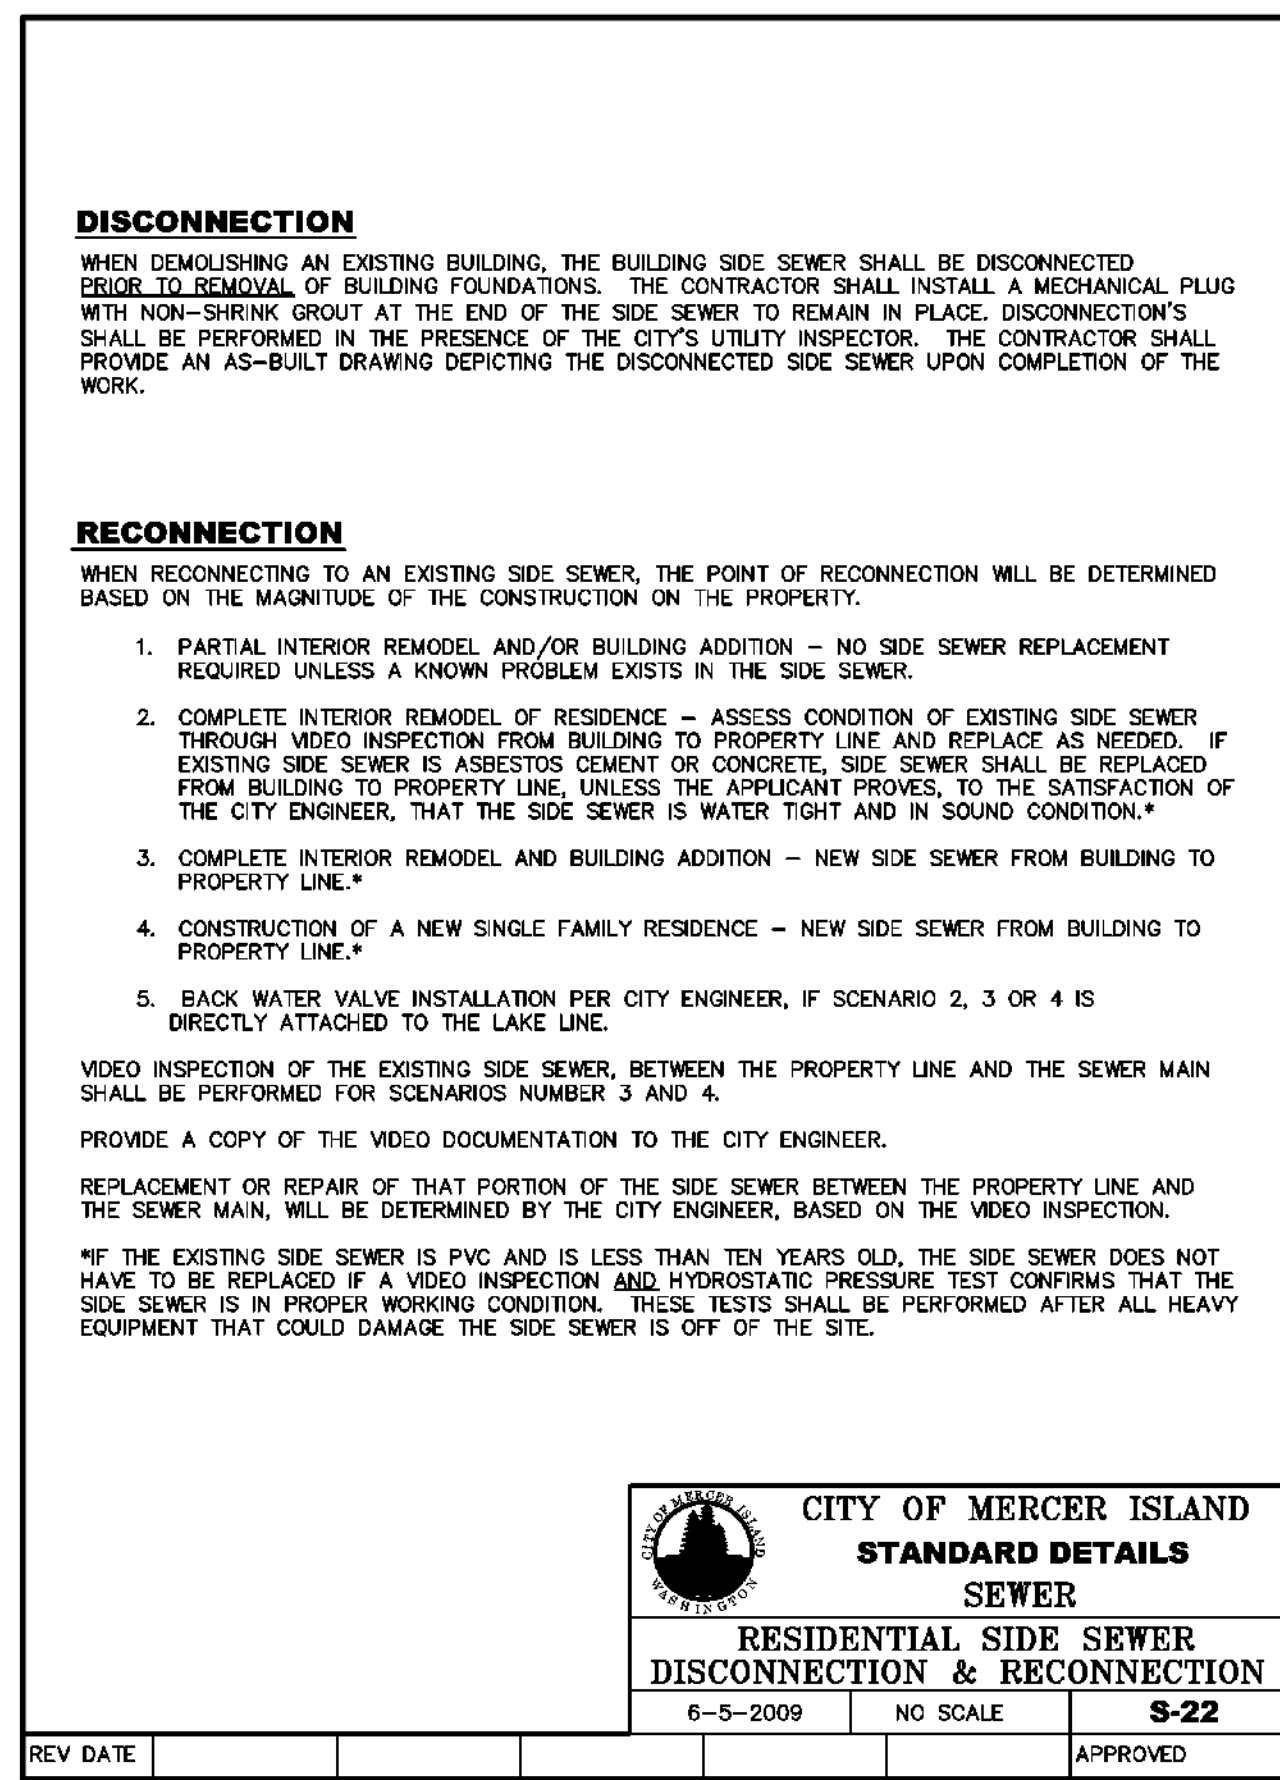 DISCONNECTION
WHEN DEMOLISHING AN EXISTING BUILDING, THE BUILDING SIDE SEWER SHALL BE DISCONNECTED
PRIOR TO REMOVAL OF BUILDING FOUNDATIONS. THE CONTRACTOR SHALL INSTALL A MECHANICAL PLUG
WITH NON-SHRINK GROUT AT THE END OF THE SIDE SEWER TO REMAIN IN PLACE. DISCONNECTION'S
SHALL BE PERFORMED IN THE PRESENCE OF THE CITY'S UTILITY INSPECTOR. THE CONTRACTOR SHALL
PROVIDE AN AS-BUILT DRAWING DEPICTING THE DISCONNECTED SIDE SEWER UPON COMPLETION OF THE
WORK.
RECONNECTION
WHEN RECONNECTING TO AN EXISTING SIDE SEWER, THE POINT OF RECONNECTION WILL BE DETERMINED
BASED ON THE MAGNITUDE OF THE CONSTRUCTION ON THE PROPERTY.
1. PARTIAL INTERIOR REMODEL AND/OR BUILDING ADDITION – NO SIDE SEWER REPLACEMENT
REQUIRED UNLESS A KNOWN PROBLEM EXISTS IN THE SIDE SEWER.
2. COMPLETE INTERIOR REMODEL OF RESIDENCE – ASSESS CONDITION OF EXISTING SIDE SEWER
THROUGH VIDEO INSPECTION FROM BUILDING TO PROPERTY LINE AND REPLACE AS NEEDED. IF
EXISTING SIDE SEWER IS ASBESTOS CEMENT OR CONCRETE, SIDE SEWER SHALL BE REPLACED
FROM BUILDING TO PROPERTY LINE, UNLESS THE APPLICANT PROVES, TO THE SATISFACTION OF
THE CITY ENGINEER, THAT THE SIDE SEWER IS WATER TIGHT AND IN SOUND CONDITION.*
3. COMPLETE INTERIOR REMODEL AND BUILDING ADDITION – NEW SIDE SEWER FROM BUILDING TO
PROPERTY LINE.*
4. CONSTRUCTION OF A NEW SINGLE FAMILY RESIDENCE – NEW SIDE SEWER FROM BUILDING TO
PROPERTY LINE.*
5. BACK WATER VALVE INSTALLATION PER CITY ENGINEER, IF SCENARIO 2, 3 OR 4 IS
DIRECTLY ATTACHED TO THE LAKE LINE.
VIDEO INSPECTION OF THE EXISTING SIDE SEWER, BETWEEN THE PROPERTY LINE AND THE SEWER MAIN
SHALL BE PERFORMED FOR SCENARIOS NUMBER 3 AND 4.
PROVIDE A COPY OF THE VIDEO DOCUMENTATION TO THE CITY ENGINEER.
REPLACEMENT OR REPAIR OF THAT PORTION OF THE SIDE SEWER BETWEEN THE PROPERTY LINE AND
THE SEWER MAIN, WILL BE DETERMINED BY THE CITY ENGINEER, BASED ON THE VIDEO INSPECTION.
*IF THE EXISTING SIDE SEWER IS PVC AND IS LESS THAN TEN YEARS OLD, THE SIDE SEWER DOES NOT
HAVE TO BE REPLACED IF A VIDEO INSPECTION AND HYDROSTATIC PRESSURE TEST CONFIRMS THAT THE
SIDE SEWER IS IN PROPER WORKING CONDITION. THESE TESTS SHALL BE PERFORMED AFTER ALL HEAVY
EQUIPMENT THAT COULD DAMAGE THE SIDE SEWER IS OFF OF THE SITE.
CITY OF MERCER ISLAND
WASHINGTON
CITY OF MERCER ISLAND
STANDARD DETAILS
SEWER
RESIDENTIAL SIDE SEWER
DISCONNECTION & RECONNECTION
6-5-2009 NO SCALE S-22
REV DATE APPROVED